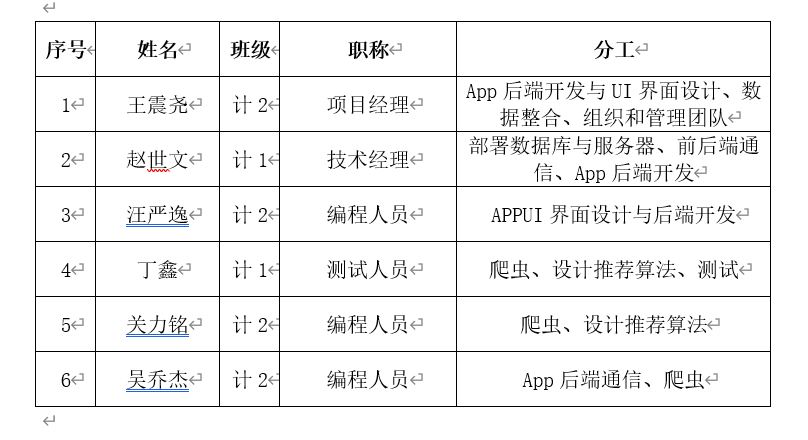 序号 姓名 班级 职称 分工
1 王震尧 计 2 项目经理 App 后端开发与 UI 界面设计、数
据整合、组织和管理团队
2 赵世文 计 1 技术经理 部署数据库与服务器、前后端通
信、App 后端开发
3 汪严逸 计 2 编程人员 APPUI 界面设计与后端开发
4 丁鑫 计 1 测试人员 爬虫、设计推荐算法、测试
5 关力铭 计 2 编程人员 爬虫、设计推荐算法
6 吴乔杰 计 2 编程人员 App 后端通信、爬虫